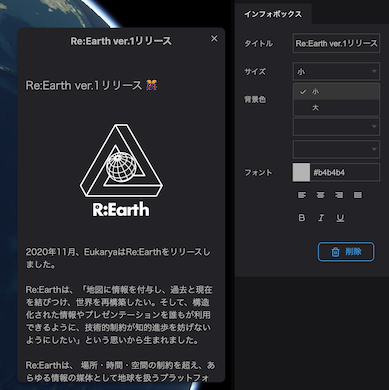 Re:Earth ver.1リリース
×
Re:Earth ver.1リリース 🎊
R:Earth
2020年11月、EukaryaはRe:Earthをリリースし
ました。
Re:Earthは、「地図に情報を付与し、過去と現在
を結びつけ、世界を再構築したい。そして、構造
化された情報やプレゼンテーションを誰もが利用
できるように、技術的制約が知的進歩を妨げない
ようにしたい」という思いから生まれました。
Re:Earthは、 場所・時間・空間の制約を超え、あ
らゆる情報の媒体として地球を扱うプラットフォ
インフォボックス
タイトル
Re:Earth ver.1リリース
サイズ
小
背景色
✓ 小
大
フォント
#b4b4b4
B I U
削除